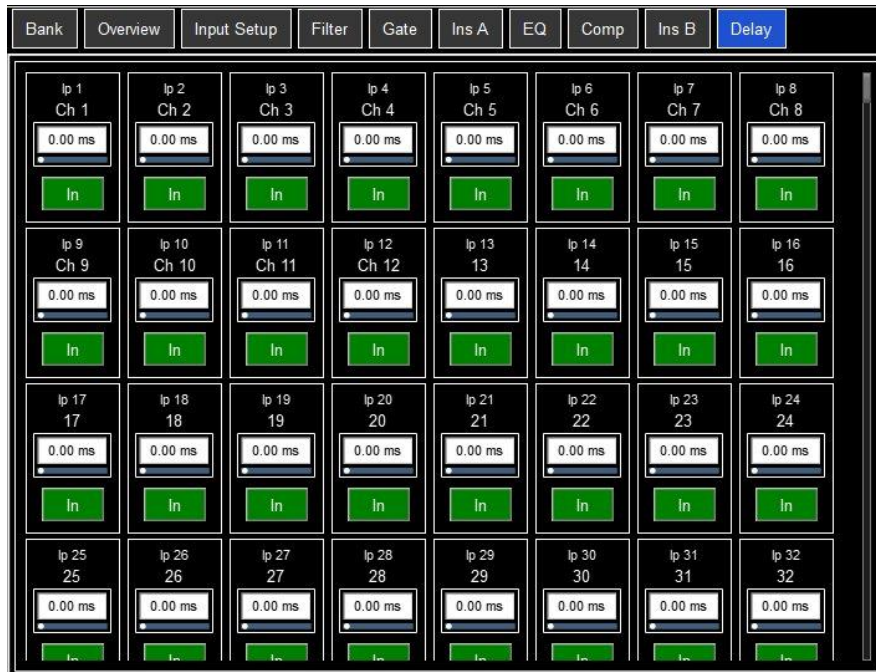 Bank Overview Input Setup Filter Gate Ins A EQ Comp Ins B Delay
Ip 1 Ip 2 Ip 3 Ip 4 Ip 5 Ip 6 Ip 7 Ip 8
Ch 1 Ch 2 Ch 3 Ch 4 Ch 5 Ch 6 Ch 7 Ch 8
0.00 ms 0.00 ms 0.00 ms 0.00 ms 0.00 ms 0.00 ms 0.00 ms 0.00 ms
In In In In In In In In
Ip 9 Ip 10 Ip 11 Ip 12 Ip 13 Ip 14 Ip 15 Ip 16
Ch 9 Ch 10 Ch 11 Ch 12 13 14 15 16
0.00 ms 0.00 ms 0.00 ms 0.00 ms 0.00 ms 0.00 ms 0.00 ms 0.00 ms
In In In In In In In In
Ip 17 Ip 18 Ip 19 Ip 20 Ip 21 Ip 22 Ip 23 Ip 24
17 18 19 20 21 22 23 24
0.00 ms 0.00 ms 0.00 ms 0.00 ms 0.00 ms 0.00 ms 0.00 ms 0.00 ms
In In In In In In In In
Ip 25 Ip 26 Ip 27 Ip 28 Ip 29 Ip 30 Ip 31 Ip 32
25 26 27 28 29 30 31 32
0.00 ms 0.00 ms 0.00 ms 0.00 ms 0.00 ms 0.00 ms 0.00 ms 0.00 ms
In In In In In In In In